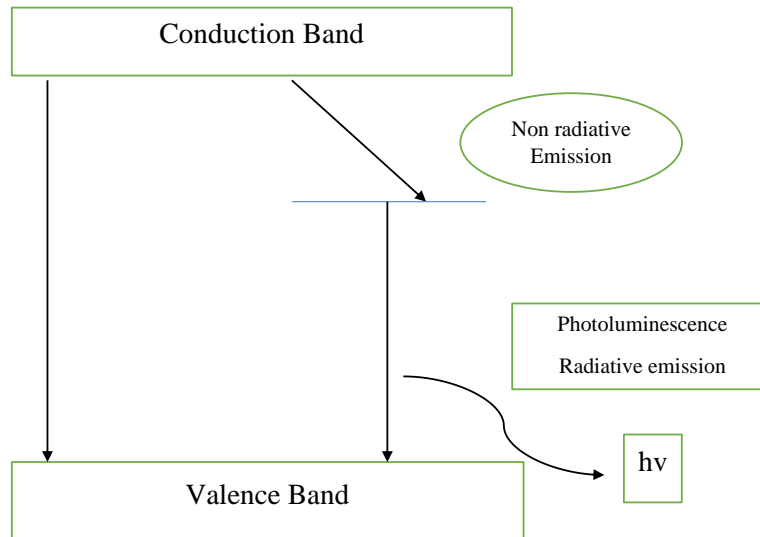 Conduction Band
Non radiative
Emission
Photoluminescence
Radiative emission
hv
Valence Band